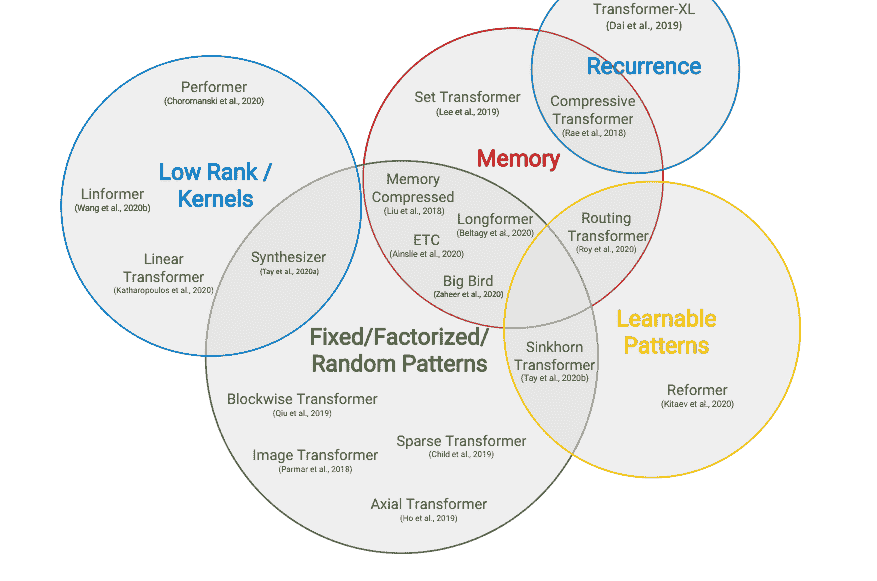 Transformer-XL
(Dai et al., 2019)
Recurrence
Compressive
Transformer
(Rae et al., 2018)
Performer
(Choromanski et al., 2020)
Low Rank /
Kernels
Linformer
(Wang et al., 2020b)
Linear
Transformer
(Katharopoulos et al., 2020)
Synthesizer
(Tay et al., 2020a)
Set Transformer
(Lee et al., 2019)
Memory
Memory
Compressed
(Liu et al., 2018)
Longformer
(Beltagy et al., 2020)
ETC
(Ainslie et al., 2020)
Big Bird
(Zaheer et al., 2020)
Routing
Transformer
(Roy et al., 2020)
Learnable
Patterns
Sinkhorn
Transformer
(Tay et al., 2020b)
Reformer
(Kitaev et al., 2020)
Fixed/Factorized/
Random Patterns
Blockwise Transformer
(Qiu et al., 2019)
Sparse Transformer
(Child et al., 2019)
Image Transformer
(Parmar et al., 2018)
Axial Transformer
(Ho et al., 2019)